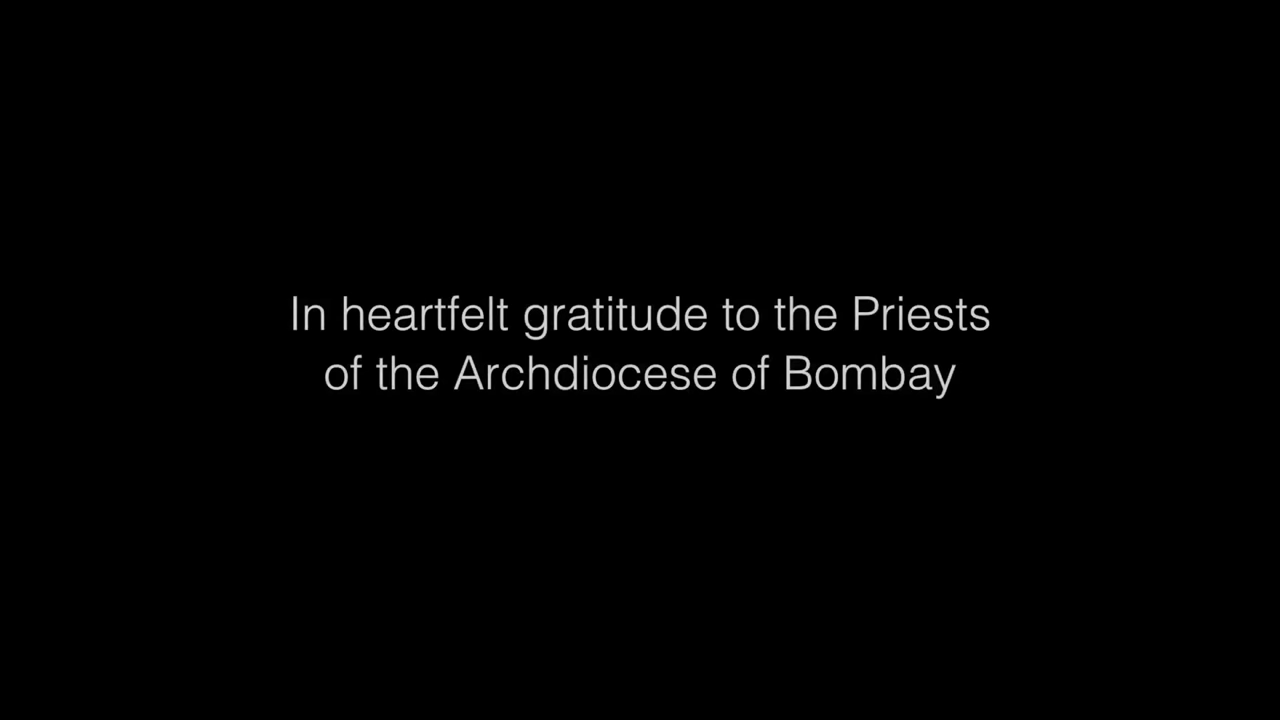 In heartfelt gratitude to the Priests
of the Archdiocese of Bombay